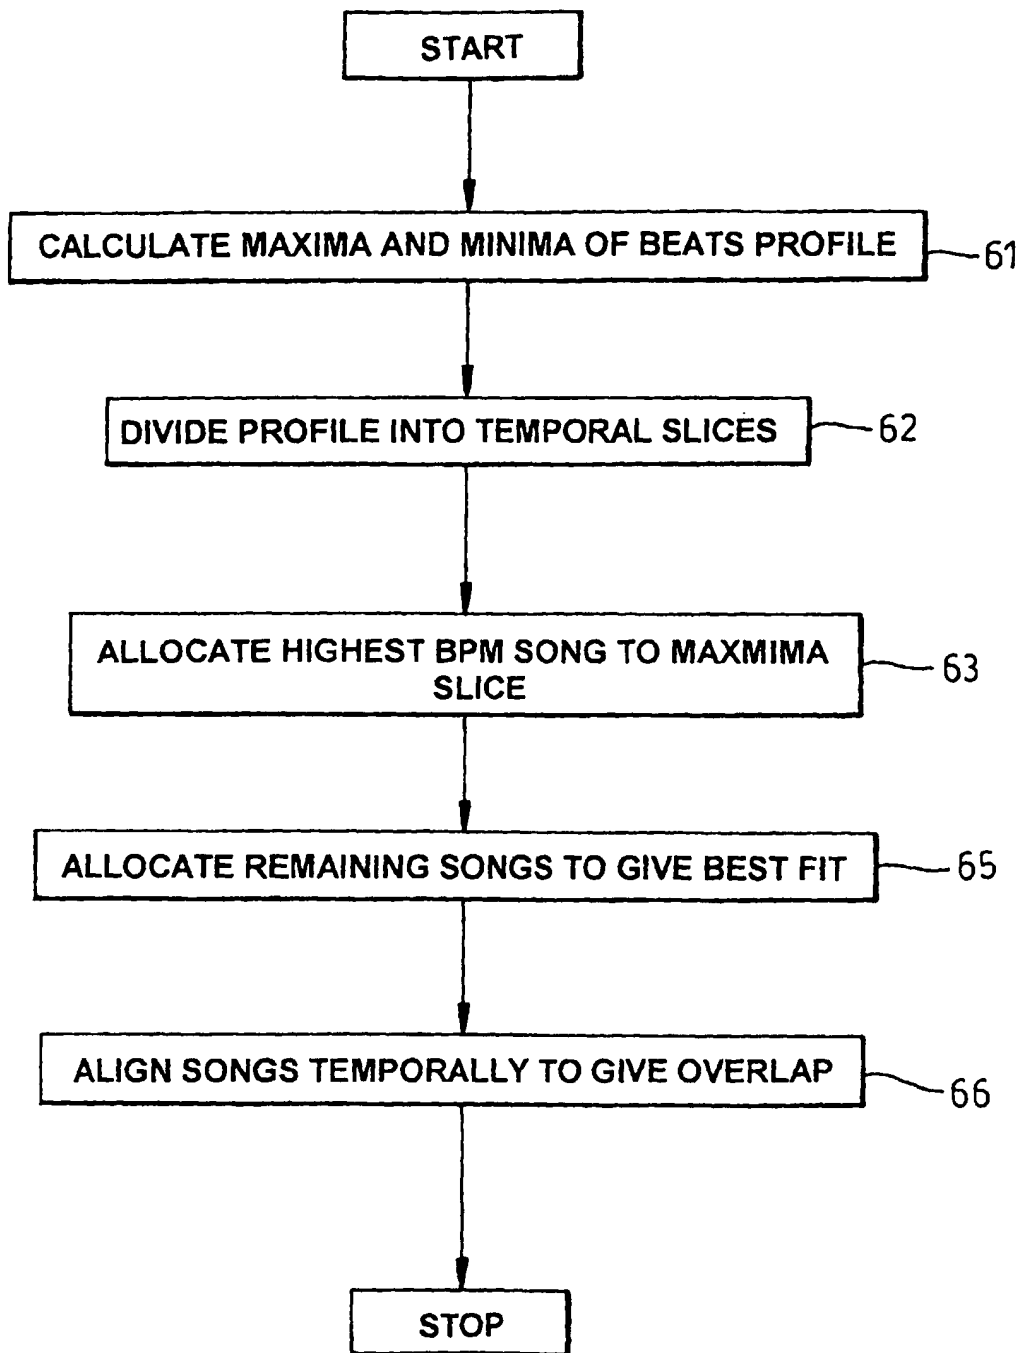 START
CALCULATE MAXIMA AND MINIMA OF BEATS PROFILE
61
DIVIDE PROFILE INTO TEMPORAL SLICES
62
ALLOCATE HIGHEST BPM SONG TO MAXMIMA
SLICE
63
ALLOCATE REMAINING SONGS TO GIVE BEST FIT
65
ALIGN SONGS TEMPORALLY TO GIVE OVERLAP
66
STOP